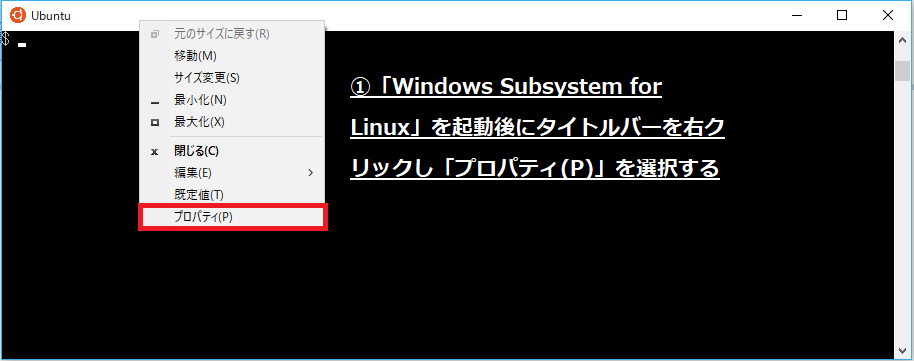 Ubuntu
$
元のサイズに戻す(R)
移動(M)
サイズ変更(S)
最小化(N)
最大化(X)
閉じる(C)
編集(E)
既定値(T)
プロパティ(P)
①「Windows Subsystem for
Linux」を起動後にタイトルバーを右ク
リックし「プロパティ(P)」を選択する